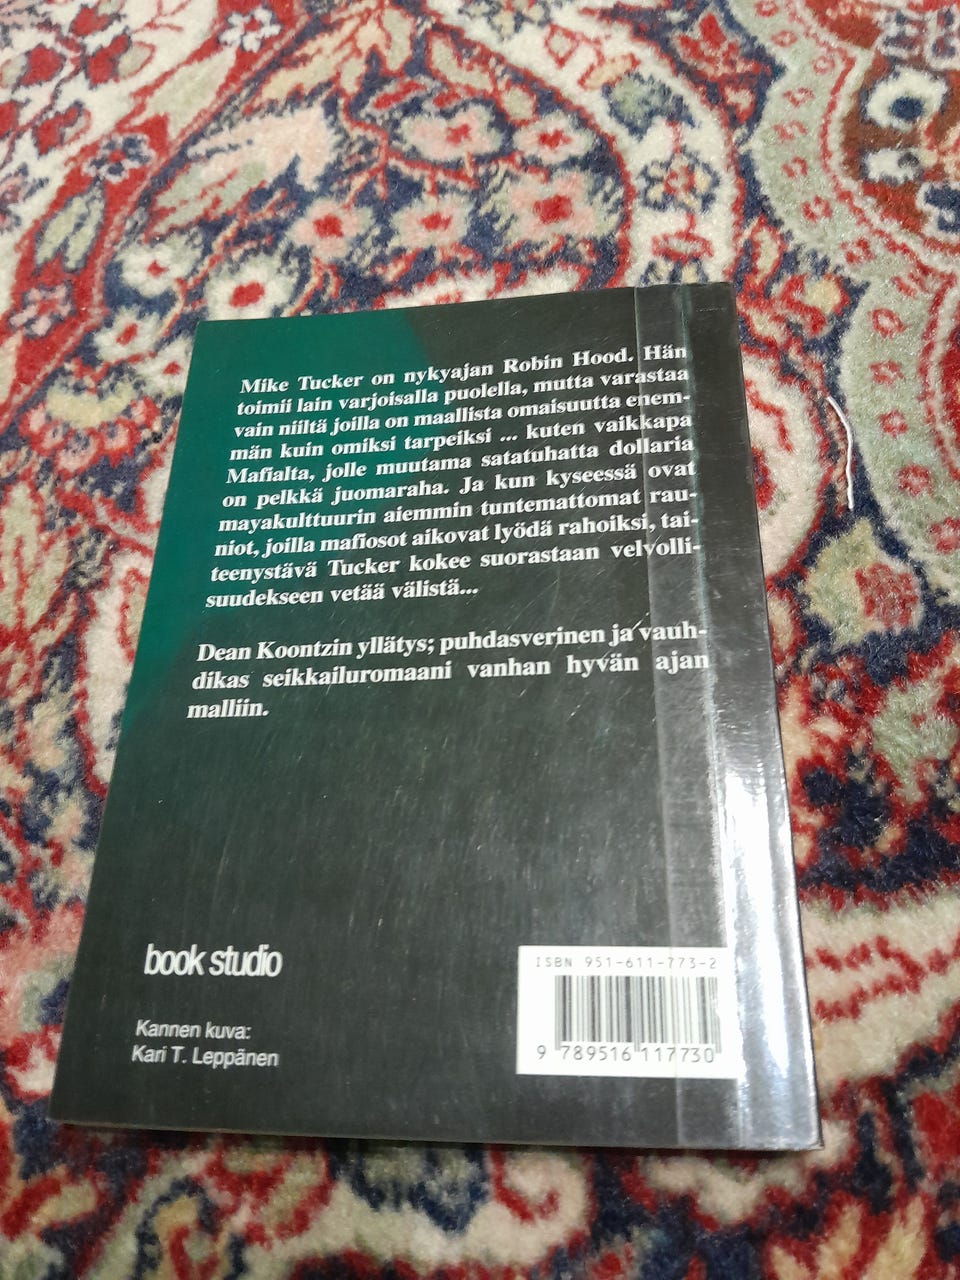 Mike Tucker on nykyajan Robin Hood. Hän
toimii lain varjoisalla puolella, mutta varastaa
vain niiltä joilla on maallista omaisuutta enem-
män kuin omiksi tarpeiksi ... kuten vaikkapa
Mafialta, jolle muutama satatuhatta dollaria
on pelkkä juomaraha. Ja kun kyseessä ovat
mayakulttuurin aiemmin tuntemattomat rau-
niot, joilla mafiosot aikovat lyödä rahoiksi, tai-
teenystävä Tucker kokee suorastaan velvolli-
suudekseen vetää välistä...
Dean Koontzin yllätys; puhdasverinen ja vauh-
dikas seikkailuromaani vanhan hyvän ajan
malliin.
book studio
Kannen kuva:
Kari T. Leppänen
ISBN 951-611-773-2
9 789516 117730